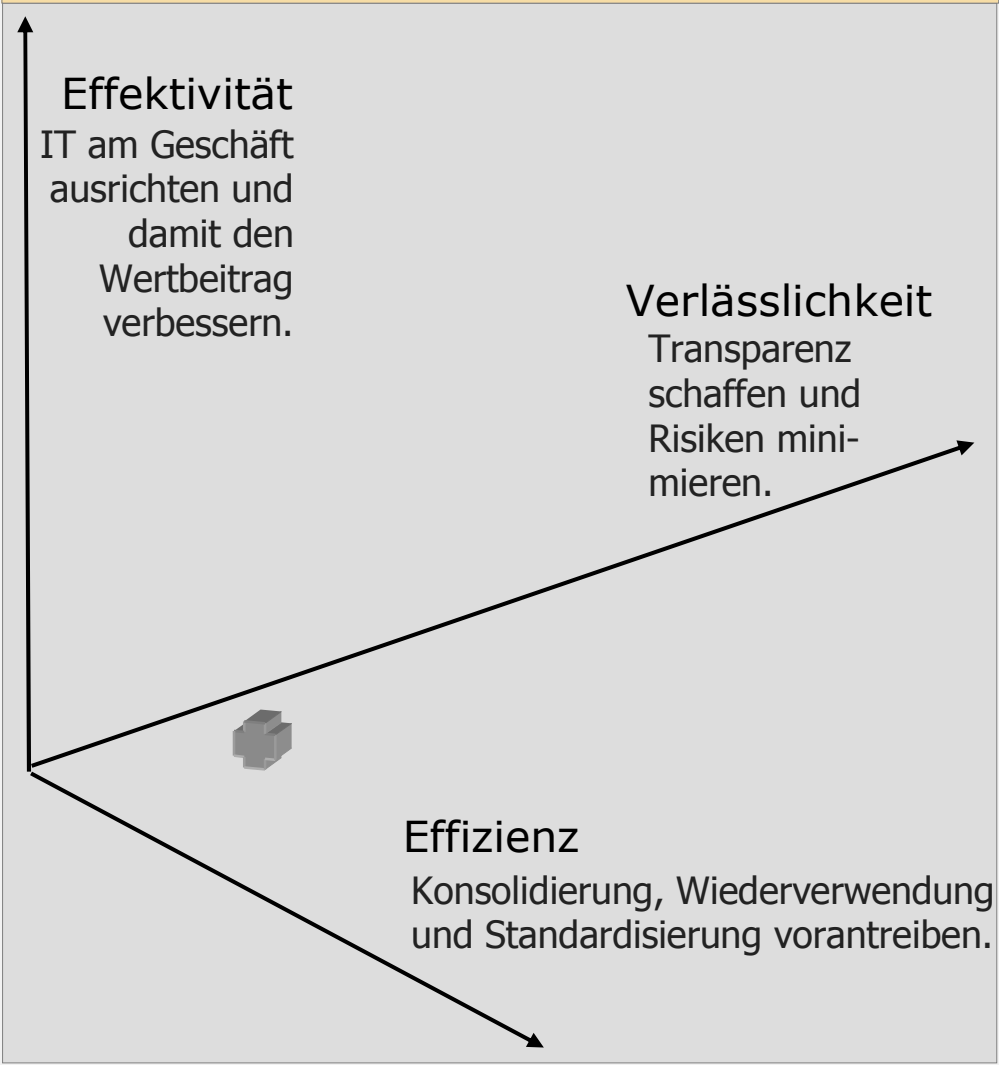 Effektivität
IT am Geschäft
ausrichten und
damit den
Wertbeitrag
verbessern.
Verlässlichkeit
Transparenz
schaffen und
Risiken mini-
mieren.
Effizienz
Konsolidierung, Wiederverwendung
und Standardisierung vorantreiben.